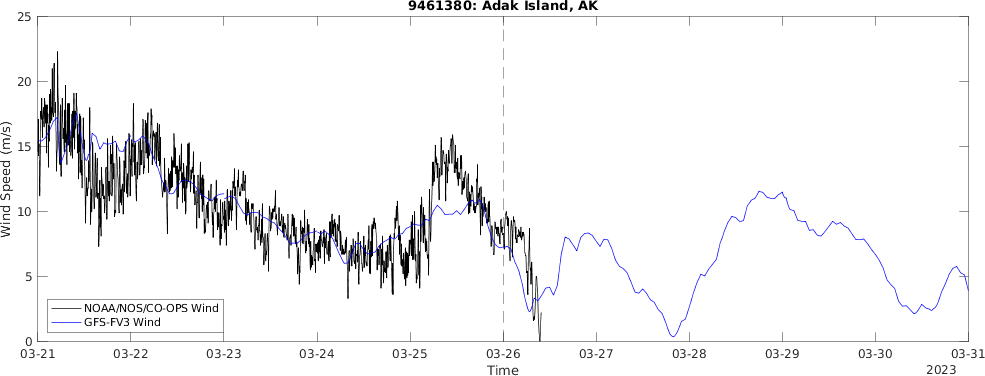 9461380: Adak Island, AK
25
20
15
10
5
0
Wind Speed (m/s)
NOAA/NOS/CO-OPS Wind
GFS-FV3 Wind
03-21 03-22 03-23 03-24 03-25 03-26 03-27 03-28 03-29 03-30 03-31
Time
2023